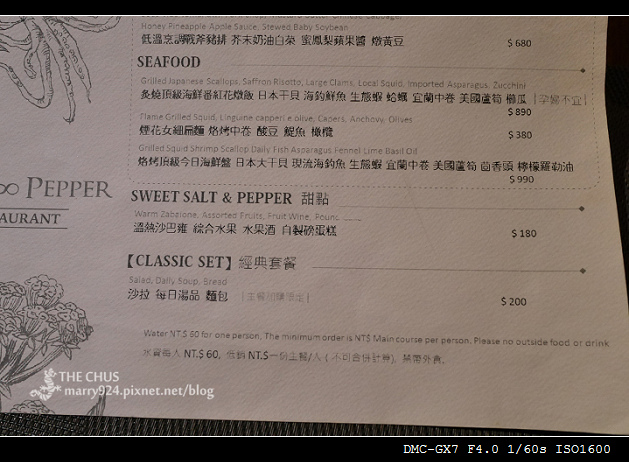 Honey Pineapple Apple Sauce, Stewed Baby Soybean
低溫烹調戰斧豬排 芥末奶油白菜 蜜鳳梨蘋果醬 燉黃豆
$ 680
SEAFOOD
Grilled Japanese Scallops, Saffron Risotto, Large Clams, Local Squid, Imported Asparagus, Zucchini
炙燒頂級海鮮番紅花燉飯 日本干貝 海釣鮮魚 生態蝦 蛤蠣 宜蘭中卷 美國蘆筍 櫛瓜 [孕婦不宜]
$ 890
Flame Grilled Squid, Linguine capperi e olive, Capers, Anchovy, Olives
煙花女細扁麵 烙烤中卷 酸豆 鯷魚 橄欖
$ 380
Grilled Squid Shrimp Scallop Daily Fish Asparagus Fennel Lime Basil Oil
烙烤頂級今日海鮮盤 日本大干貝 現流海釣魚 生態蝦 宜蘭中卷 美國蘆筍 茴香頭 檸檬羅勒油
$ 990
PEPPER
AURANT
SWEET SALT & PEPPER 甜點
Warm Zabaione, Assorted Fruits, Fruit Wine,
溫熱沙巴雍 綜合水果 水果酒 自製磅蛋糕
$ 180
【CLASSIC SET】經典套餐
Salad, Daily Soup, Bread
沙拉 每日湯品 麵包
$ 200
Water NT.$ 60 for one person. The minimum order is NT$ Main course per person. Please no outside food or drink
水資每人 NT.$ 60, 低銷 NT.$一份主餐/人 ( 不可合併計算), 禁帶外食.
THE CHUS
marry924.pixnet.net/blog
DMC-GX7 F4.0 1/60s ISO1600